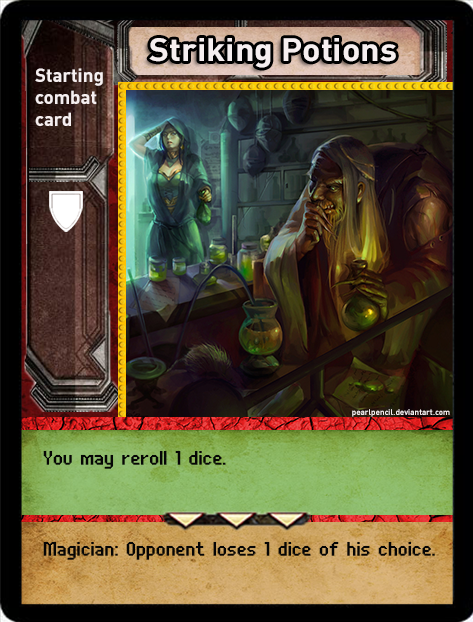 Striking Potions
Starting
combat
card
pearlpencil.deviantart.com
You may reroll 1 dice.
Magician: Opponent loses 1 dice of his choice.